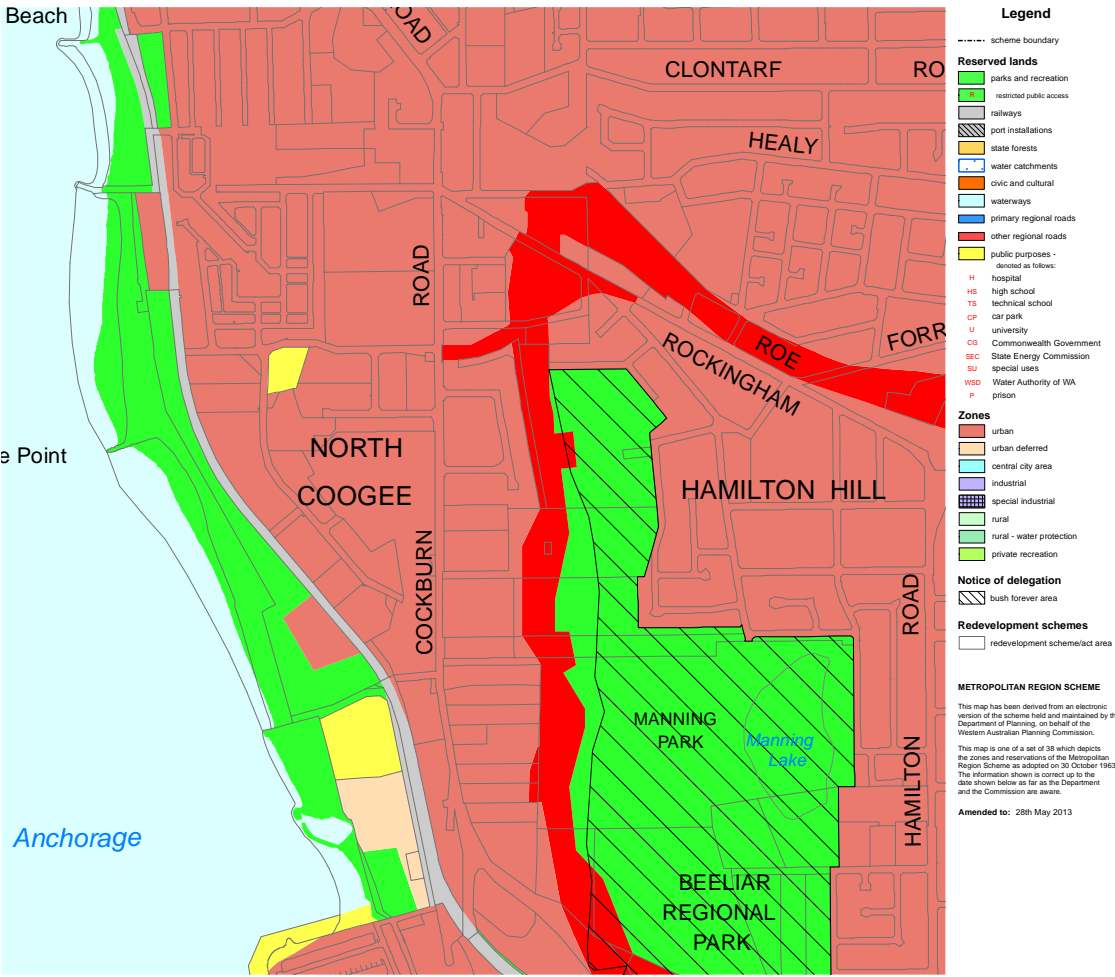 Beach
OAD
CLONTARF
RO
HEALY
ROAD
ROE
FORR
ROCKINGHAM
e Point
NORTH
COOGEE
HAMILTON HILL
COCKBURN
ROAD
MANNING
PARK
Manning
Lake
HAMILTON
Anchorage
BEELIAR
REGIONAL
PARK
Legend
scheme boundary
Reserved lands
parks and recreation
R restricted public access
railways
port installations
state forests
water catchments
civic and cultural
waterways
primary regional roads
other regional roads
public purposes -
denoted as follows:
H hospital
HS high school
TS technical school
CP car park
U university
CG Commonwealth Government
SEC State Energy Commission
SU special uses
WSD Water Authority of WA
P prison
Zones
urban
urban deferred
central city area
industrial
special industrial
rural
rural - water protection
private recreation
Notice of delegation
bush forever area
Redevelopment schemes
redevelopment scheme/act area
METROPOLITAN REGION SCHEME
This map has been derived from an electronic
version of the scheme held and maintained by th
Department of Planning, on behalf of the
Western Australian Planning Commission.
This map is one of a set of 38 which depicts
the zones and reservations of the Metropolitan
Region Scheme as adopted on 30 October 1963
The information shown is correct up to the
date shown below as far as the Department
and the Commission are aware.
Amended to: 28th May 2013